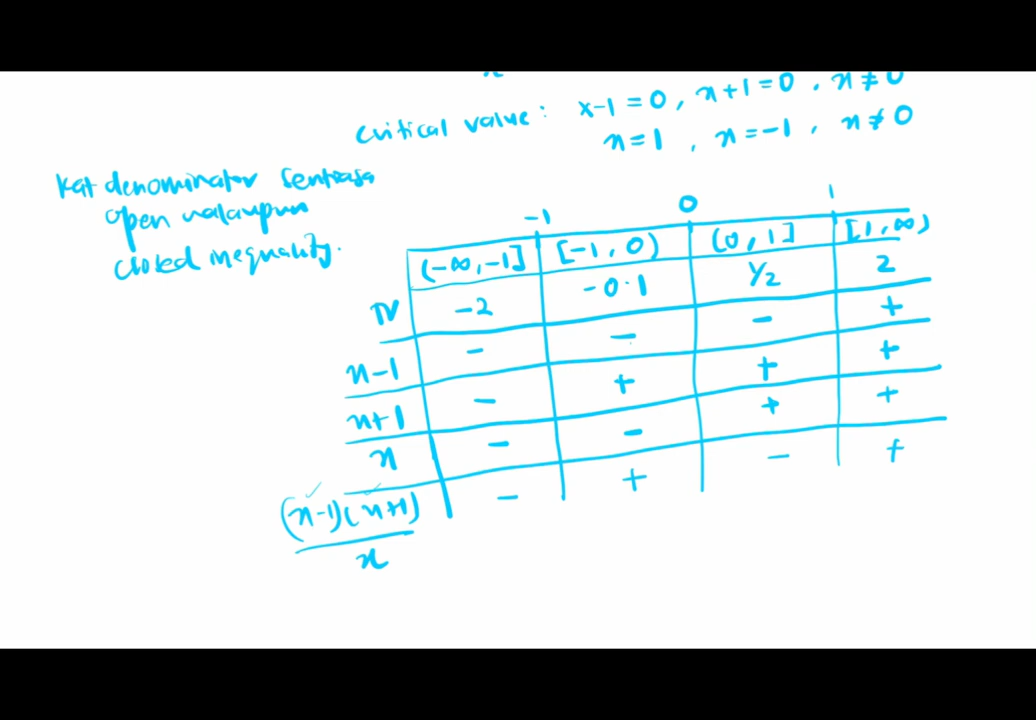 critical value: x-1=0, x+1=0, x≠0
x=1, x=-1, x≠0
kat denominator sentiasa
open walaupun
closed inequality.
-1 0 1
(-∞,-1] [-1,0) (0,1] [1,∞)
TV -2 -0.1 1/2 2
x-1 - - - +
x+1 - + + +
x - - + +
(x-1)(x+1)/x - + - +